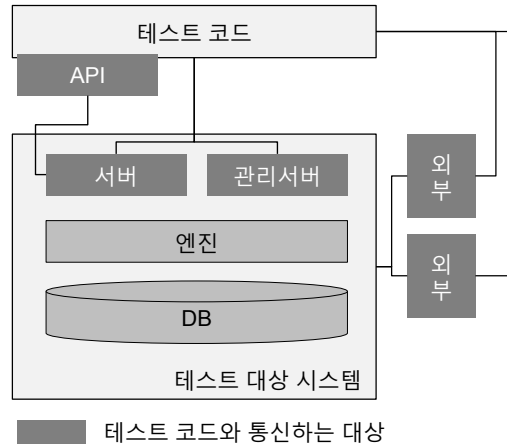 테스트 코드
API
서버
관리서버
외
부
엔진
외
부
DB
테스트 대상 시스템
테스트 코드와 통신하는 대상